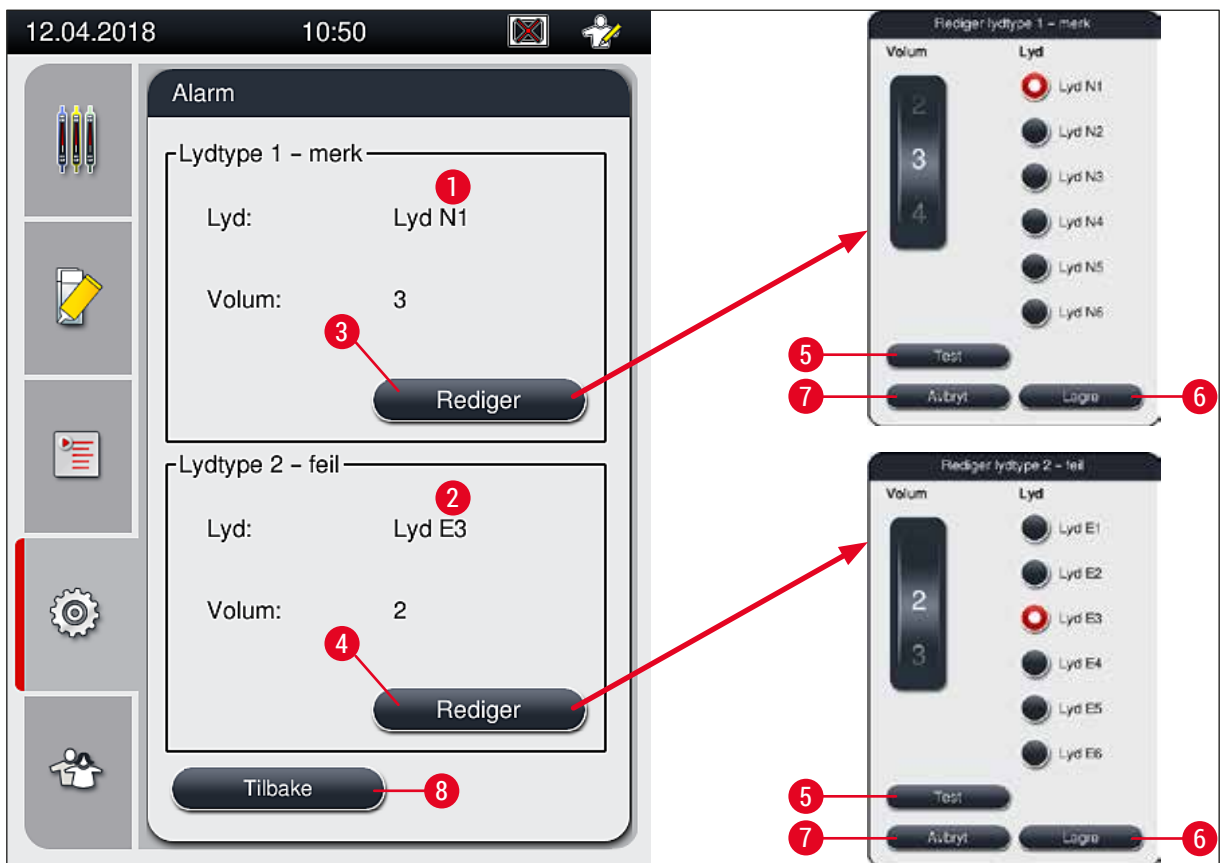 12.04.2018 10:50
Alarm
Lydtype 1 – merk
1
Lyd: Lyd N1
Volum: 3
3
Rediger
Lydtype 2 – feil
2
Lyd: Lyd E3
Volum: 2
4
Rediger
Tilbake
8
Rediger lydtype 1 – merk
Volum Lyd
Lyd N1
2
Lyd N2
3
Lyd N3
4
Lyd N4
Lyd N5
Lyd N6
5 Test
7 Avbryt Lagre 6
Rediger lydtype 2 – feil
Volum Lyd
Lyd E1
Lyd E2
2
Lyd E3
3
Lyd E4
Lyd E5
Lyd E6
5 Test
7 Avbryt Lagre 6